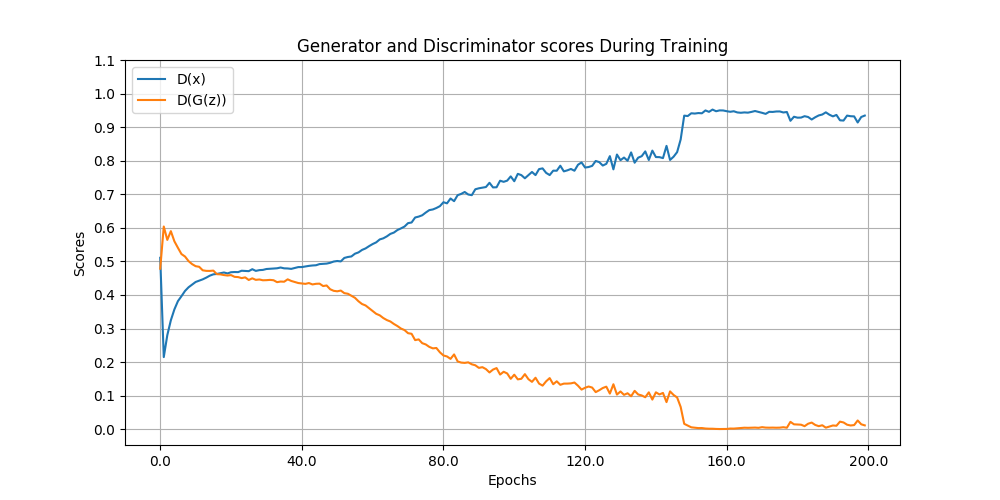 Generator and Discriminator scores During Training
D(x)
D(G(z))
Scores
1.1
1.0
0.9
0.8
0.7
0.6
0.5
0.4
0.3
0.2
0.1
0.0
0.0 40.0 80.0 120.0 160.0 200.0
Epochs